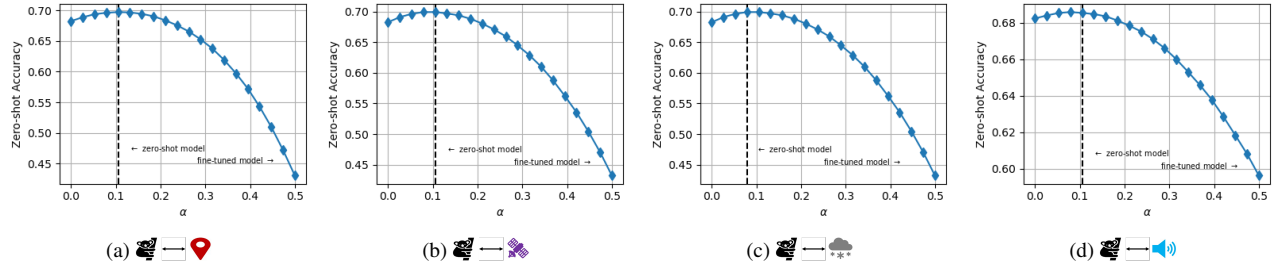 0.70
0.65
0.60
0.55
0.50
0.45
Zero-shot Accuracy
← zero-shot model
fine-tuned model →
0.0 0.1 0.2 0.3 0.4 0.5
α
(a)
0.70
0.65
0.60
0.55
0.50
0.45
Zero-shot Accuracy
← zero-shot model
fine-tuned model →
0.0 0.1 0.2 0.3 0.4 0.5
α
(b)
0.70
0.65
0.60
0.55
0.50
0.45
Zero-shot Accuracy
← zero-shot model
fine-tuned model →
0.0 0.1 0.2 0.3 0.4 0.5
α
(c)
0.68
0.66
0.64
0.62
0.60
Zero-shot Accuracy
← zero-shot model
fine-tuned model →
0.0 0.1 0.2 0.3 0.4 0.5
α
(d)